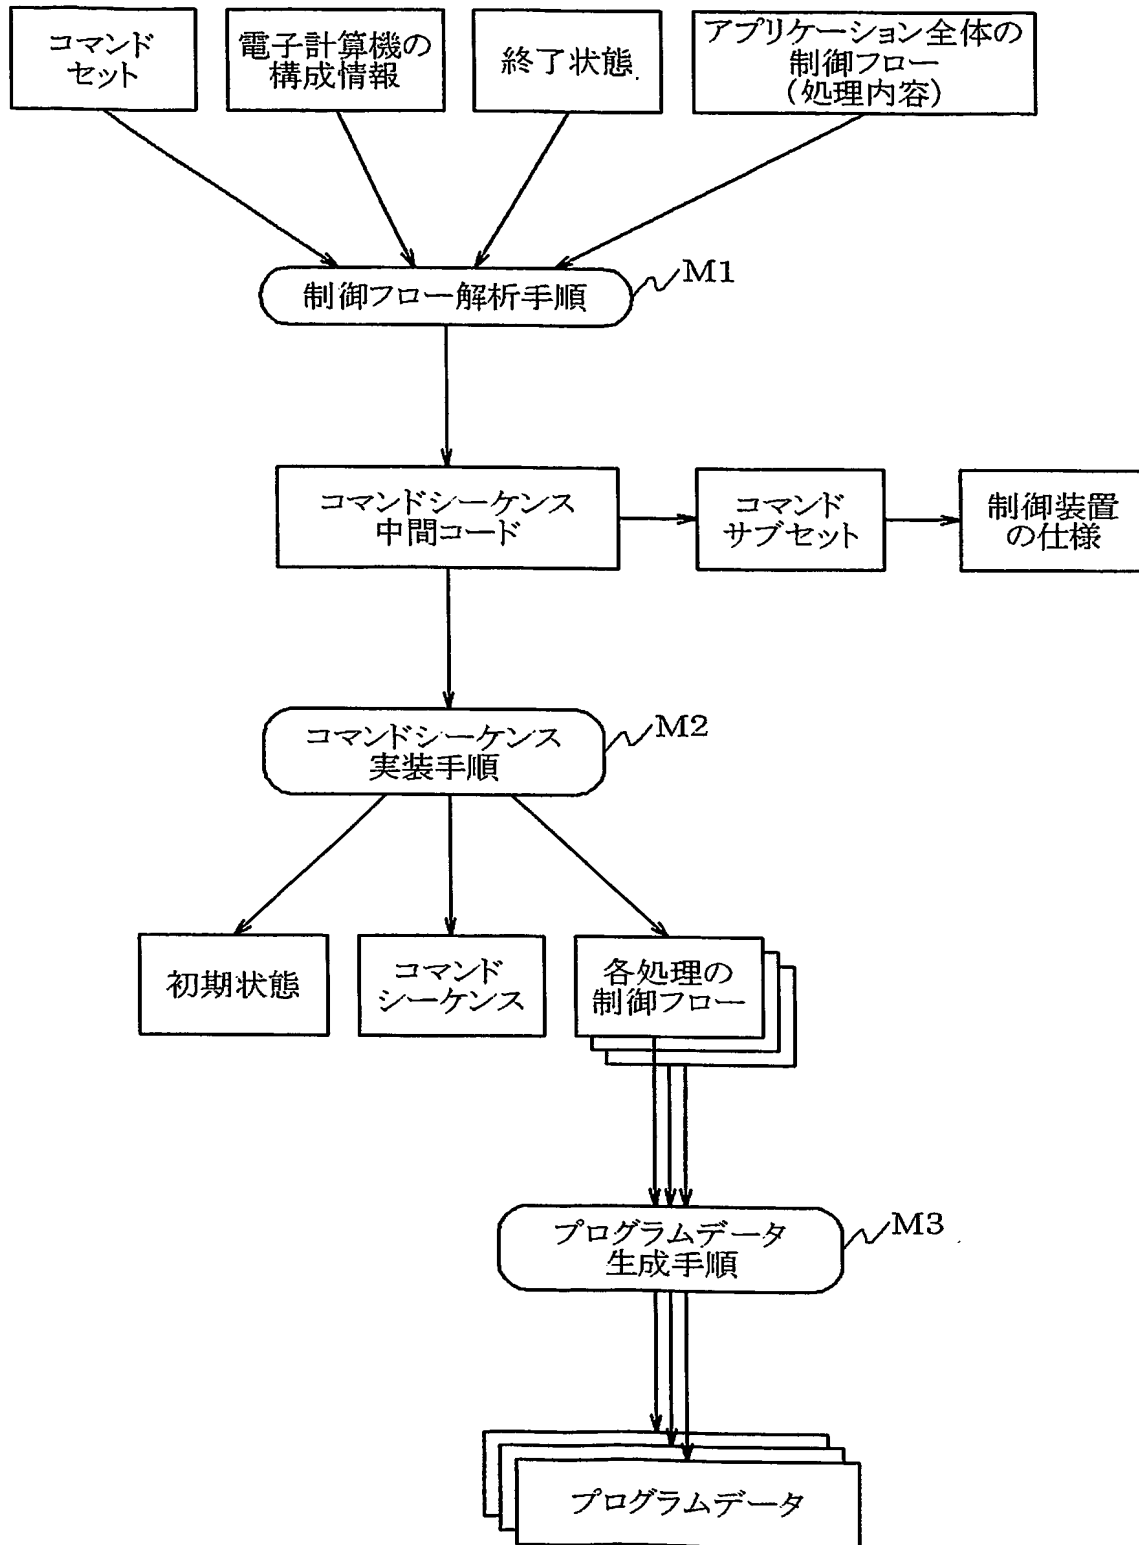 コマンド
セット
電子計算機の
構成情報
終了状態
アプリケーション全体の
制御フロー
(処理内容)
制御フロー解析手順
M1
コマンドシーケンス
中間コード
コマンド
サブセット
制御装置
の仕様
コマンドシーケンス
実装手順
M2
初期状態
コマンド
シーケンス
各処理の
制御フロー
プログラムデータ
生成手順
M3
プログラムデータ